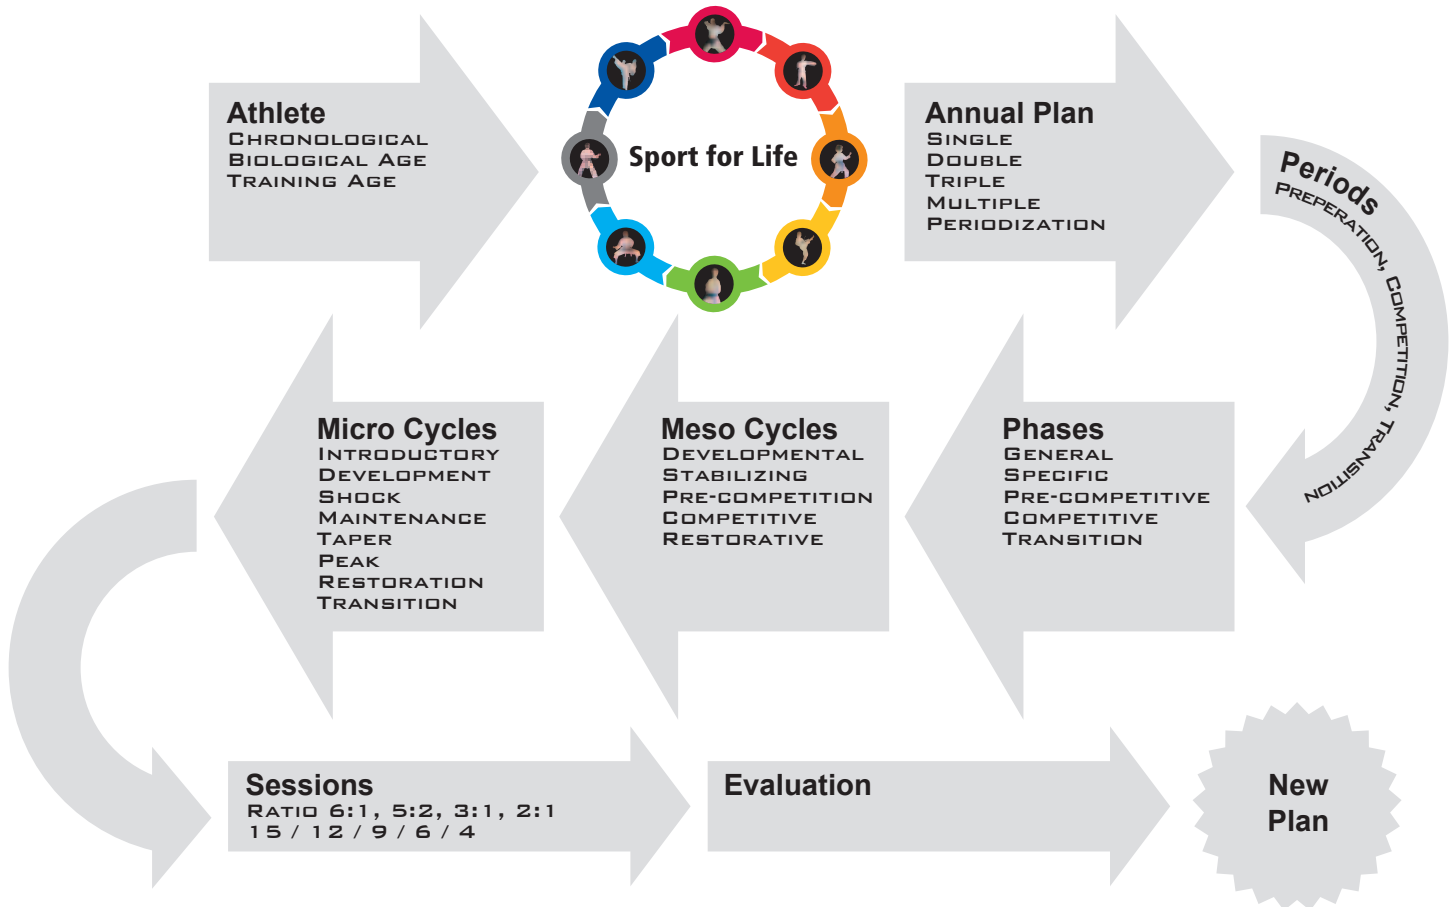 Athlete
Chronological
Biological Age
Training Age
Sport for Life
Annual Plan
Single
Double
Triple
Multiple
Periodization
Periods
Preperation, Competition, Transition
Phases
General
Specific
Pre-competitive
Competitive
Transition
Meso Cycles
Developmental
Stabilizing
Pre-competition
Competitive
Restorative
Micro Cycles
Introductory
Development
Shock
Maintenance
Taper
Peak
Restoration
Transition
Sessions
Ratio 6:1, 5:2, 3:1, 2:1
15 / 12 / 9 / 6 / 4
Evaluation
New
Plan